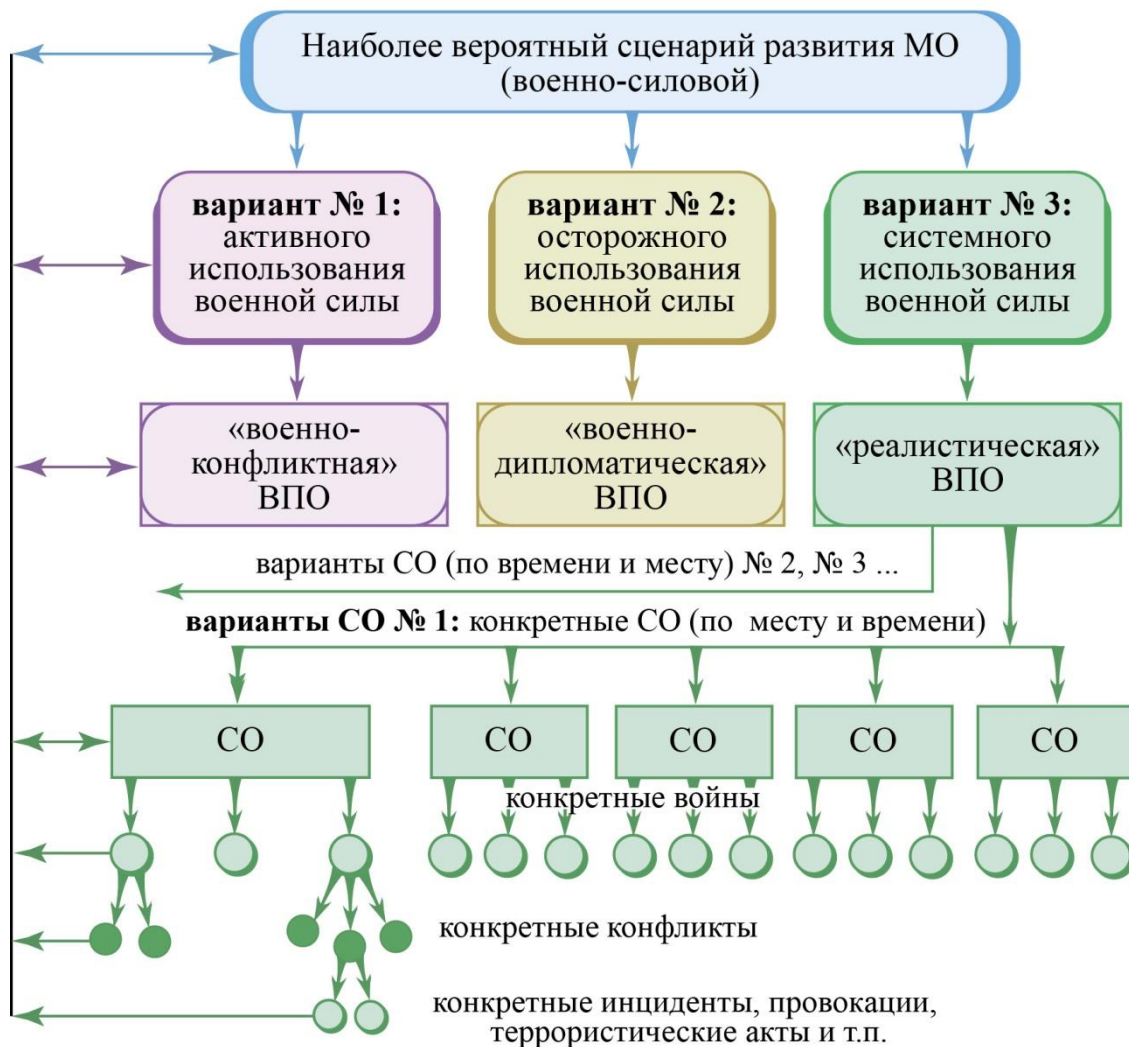 Наиболее вероятный сценарий развития МО
(военно-силовой)
вариант № 1:
активного
использования
военной силы
вариант № 2:
осторожного
использования
военной силы
вариант № 3:
системного
использования
военной силы
«военно-
конфликтная»
ВПО
«военно-
дипломатическая»
ВПО
«реалистическая»
ВПО
варианты СО (по времени и месту) № 2, № 3 ...
варианты СО № 1: конкретные СО (по месту и времени)
СО
СО
СО
СО
СО
конкретные войны
конкретные конфликты
конкретные инциденты, провокации,
террористические акты и т.п.